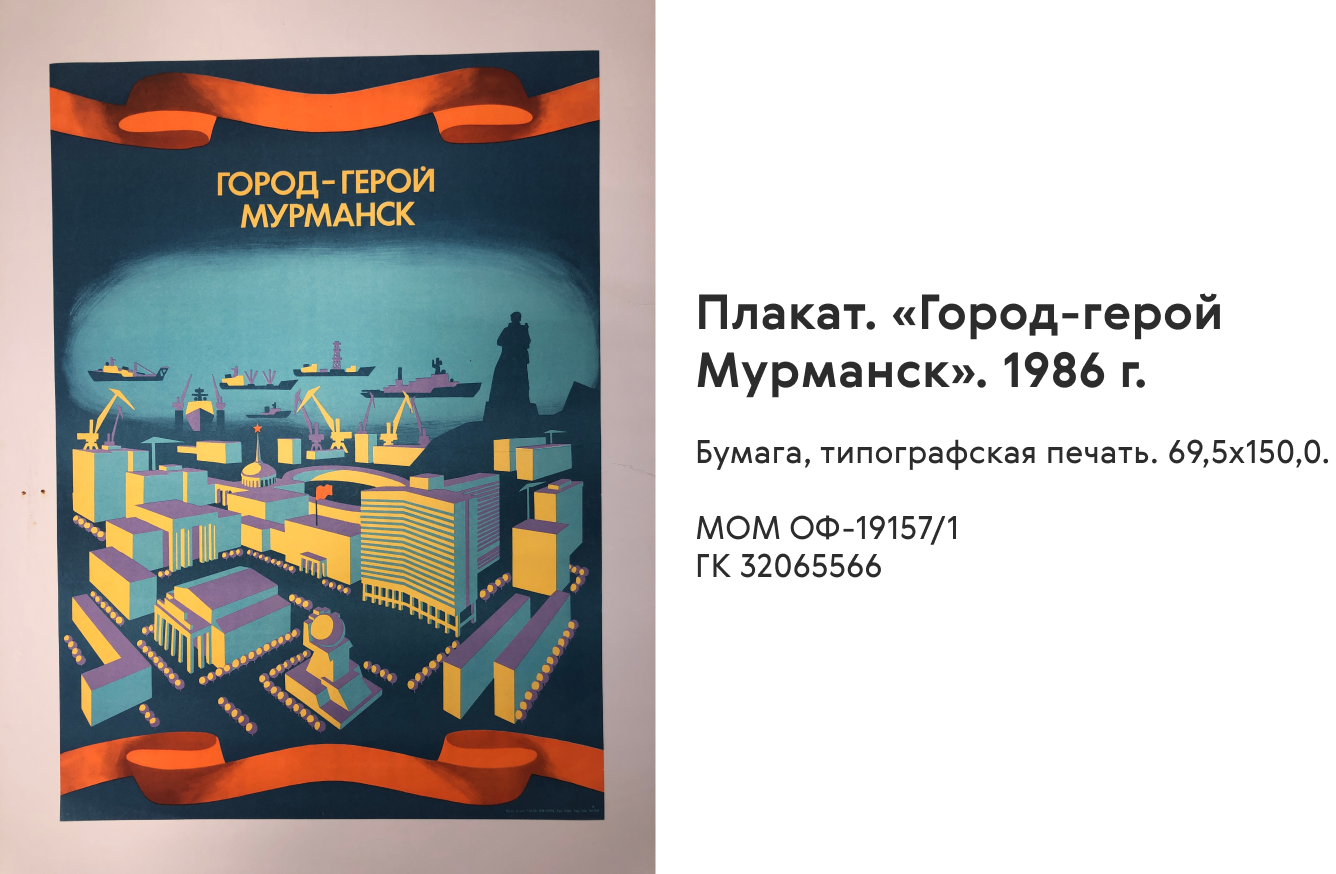 ГОРОД-ГЕРОЙ
МУРМАНСК
Плакат. «Город-герой
Мурманск». 1986 г.
Бумага, типографская печать. 69,5х150,0.
МОМ ОФ-19157/1
ГК 32065566